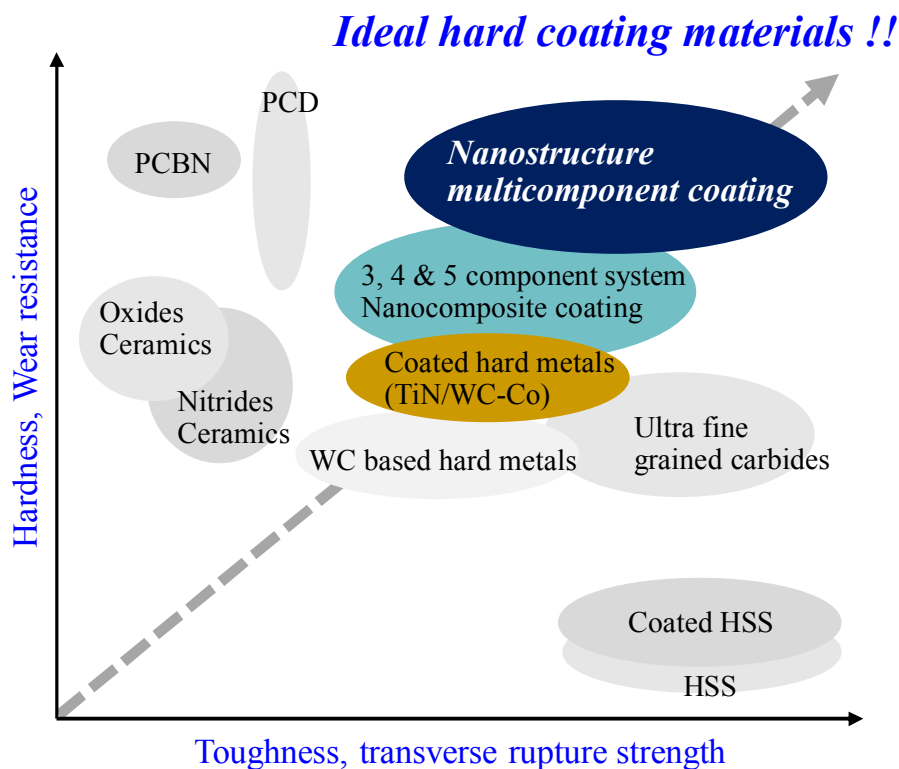 Ideal hard coating materials !!
PCD
PCBN
Nanostructure
multicomponent coating
3, 4 & 5 component system
Nanocomposite coating
Oxides
Ceramics
Coated hard metals
(TiN/WC-Co)
Nitrides
Ceramics
Ultra fine
grained carbides
WC based hard metals
Coated HSS
HSS
Hardness, Wear resistance
Toughness, transverse rupture strength